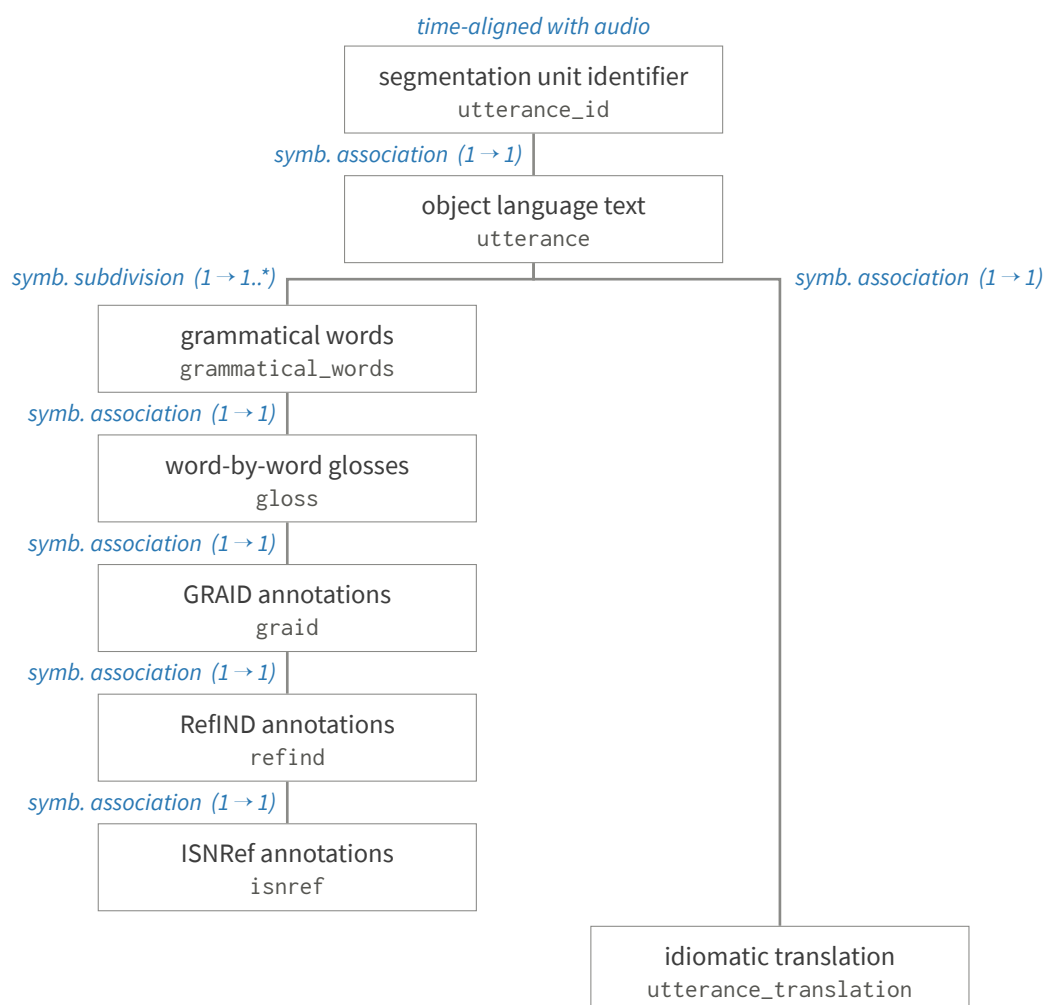 time-aligned with audio
segmentation unit identifier
utterance_id
symb. association (1 → 1)
object language text
utterance
symb. subdivision (1 → 1..*)
symb. association (1 → 1)
grammatical words
grammatical_words
symb. association (1 → 1)
word-by-word glosses
gloss
symb. association (1 → 1)
GRAID annotations
graid
symb. association (1 → 1)
RefIND annotations
refind
symb. association (1 → 1)
ISNRef annotations
isnref
idiomatic translation
utterance_translation